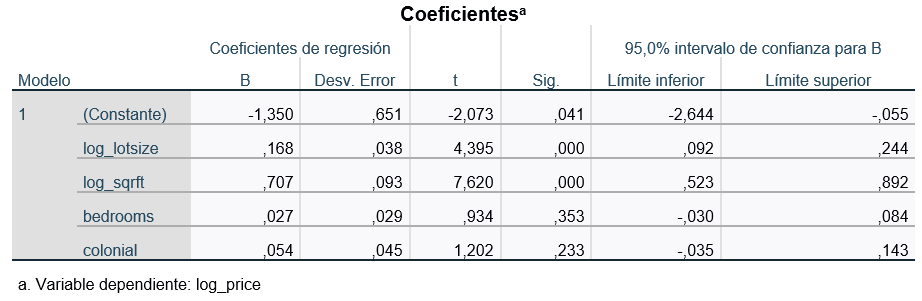 Coeficientesa
Coeficientes de regresión 95,0% intervalo de confianza para B
Modelo B Desv. Error t Sig. Límite inferior Límite superior
1 (Constante) -1,350 ,651 -2,073 ,041 -2,644 -,055
log_lotsize ,168 ,038 4,395 ,000 ,092 ,244
log_sqrft ,707 ,093 7,620 ,000 ,523 ,892
bedrooms ,027 ,029 ,934 ,353 -,030 ,084
colonial ,054 ,045 1,202 ,233 -,035 ,143
a. Variable dependiente: log_price